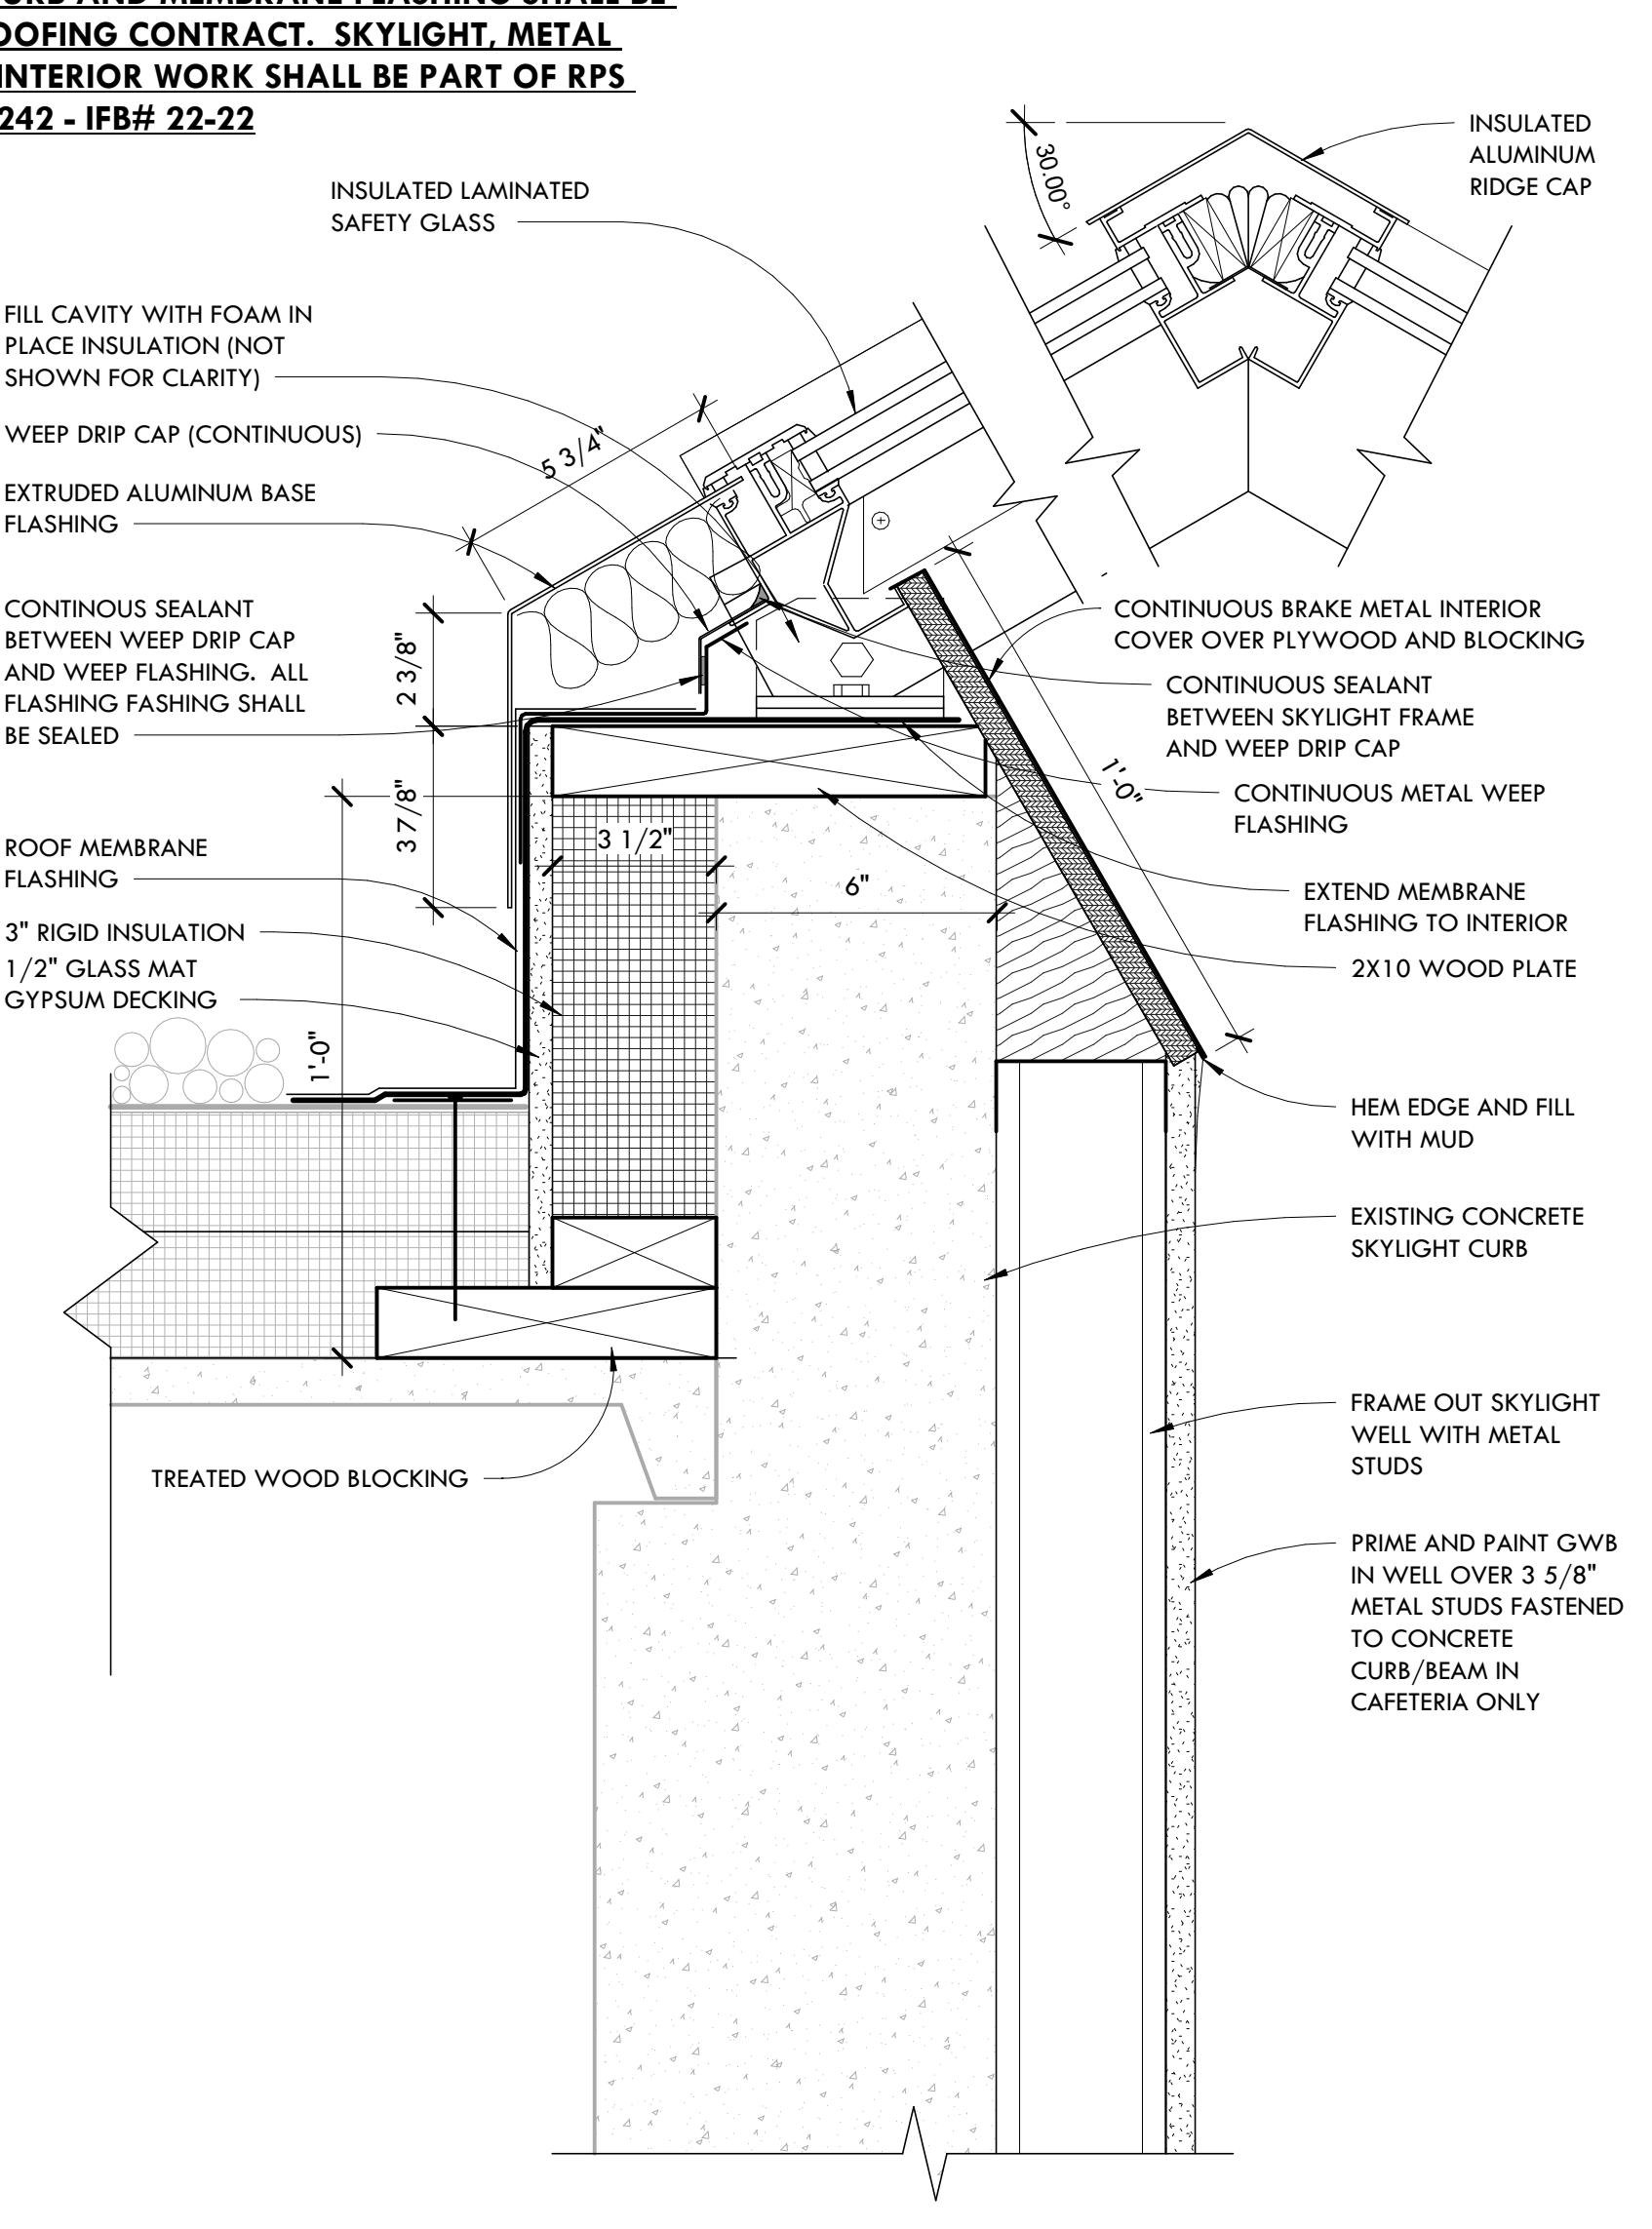 OOFING CONTRACT.  SKYLIGHT, METAL
INTERIOR WORK SHALL BE PART OF RPS
242 - IFB# 22-22
INSULATED
ALUMINUM
RIDGE CAP
30.00°
INSULATED LAMINATED
SAFETY GLASS
FILL CAVITY WITH FOAM IN
PLACE INSULATION (NOT
SHOWN FOR CLARITY)
WEEP DRIP CAP (CONTINUOUS)
5 3/4"
EXTRUDED ALUMINUM BASE
FLASHING
CONTINOUS SEALANT
BETWEEN WEEP DRIP CAP
AND WEEP FLASHING.  ALL
FLASHING FASHING SHALL
BE SEALED
2 3/8"
3 7/8"
CONTINUOUS BRAKE METAL INTERIOR
COVER OVER PLYWOOD AND BLOCKING
CONTINUOUS SEALANT
BETWEEN SKYLIGHT FRAME
AND WEEP DRIP CAP
1'-0"
CONTINUOUS METAL WEEP
FLASHING
ROOF MEMBRANE
FLASHING
3 1/2"
6"
EXTEND MEMBRANE
FLASHING TO INTERIOR
3" RIGID INSULATION
1/2" GLASS MAT
GYPSUM DECKING
2X10 WOOD PLATE
1'-0"
HEM EDGE AND FILL
WITH MUD
EXISTING CONCRETE
SKYLIGHT CURB
FRAME OUT SKYLIGHT
WELL WITH METAL
STUDS
TREATED WOOD BLOCKING
PRIME AND PAINT GWB
IN WELL OVER 3 5/8"
METAL STUDS FASTENED
TO CONCRETE
CURB/BEAM IN
CAFETERIA ONLY